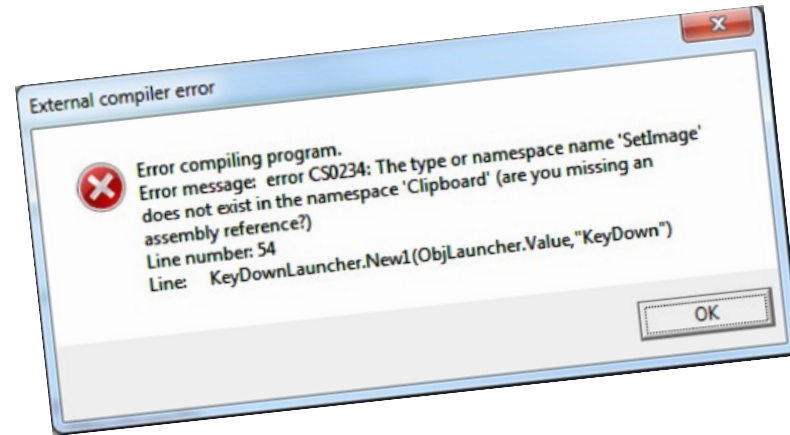 External compiler error
Error compiling program.
Error message:  error CS0234: The type or namespace name 'SetImage'
does not exist in the namespace 'Clipboard' (are you missing an
assembly reference?)
Line number: 54
Line:    KeyDownLauncher.New1(ObjLauncher.Value,"KeyDown")
OK